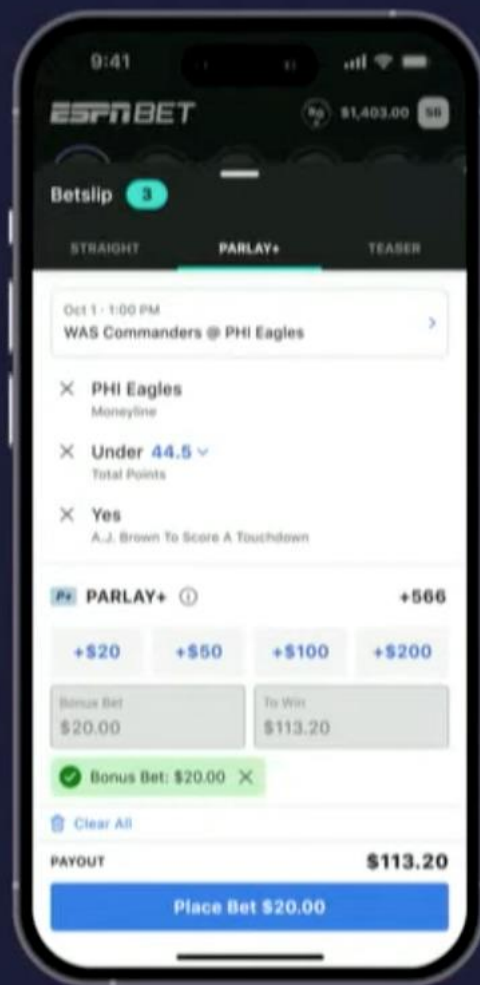 9:41
ESPN BET
$1,403.00
Betslip 3
STRAIGHT PARLAY+ TEASER
Oct 1 · 1:00 PM
WAS Commanders @ PHI Eagles
PHI Eagles
Moneyline
Under 44.5
Total Points
Yes
A.J. Brown To Score A Touchdown
P+ PARLAY+ +566
+$20 +$50 +$100 +$200
Bonus Bet To Win
$20.00 $113.20
Bonus Bet: $20.00
Clear All
PAYOUT $113.20
Place Bet $20.00